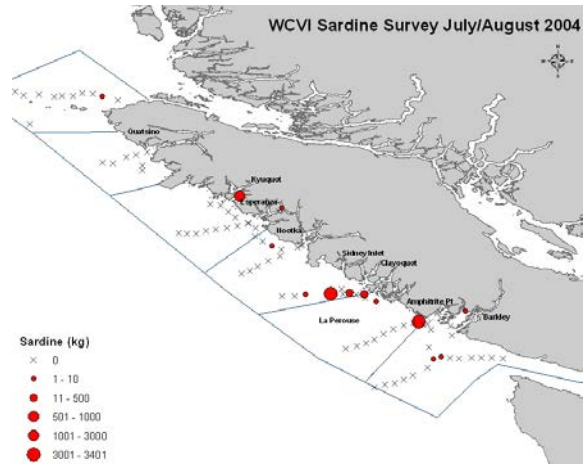 WCVI Sardine Survey July/August 2004
Quatsino
Kyuquot
Esperanza
Nootka
Sidney Inlet
Clayoquot
Amphitrite Pt
Barkley
La Perouse
Sardine (kg)
0
1 - 10
11 - 500
501 - 1000
1001 - 3000
3001 - 3401